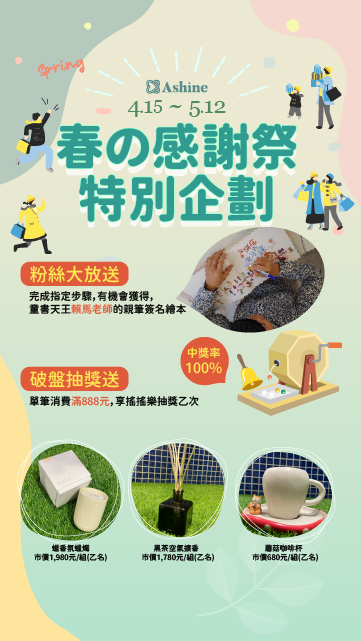 Spring
Ashine
4.15 ~ 5.12
春の感謝祭
特別企劃
粉絲大放送
完成指定步驟，有機會獲得，
童書天王賴馬老師的親筆簽名繪本
中獎率
100%
破盤抽獎送
單筆消費滿888元，享搖搖樂抽獎乙次
蠟香氛蠟燭
市價1,980元/組(乙名)
黑茶空氣擴香
市價1,780元/組(乙名)
蘑菇咖啡杯
市價680元/組(乙名)